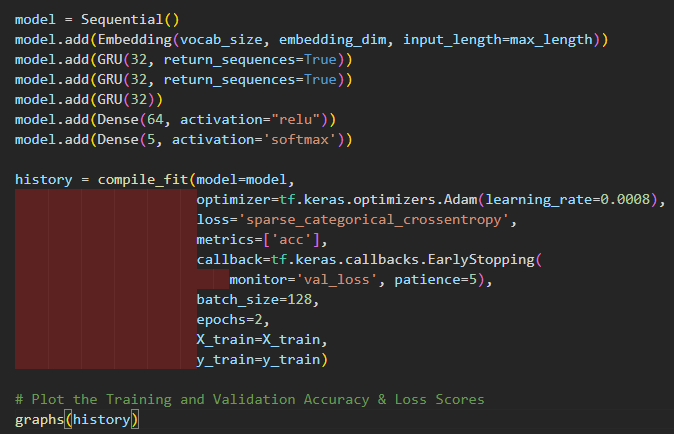 model = Sequential()
model.add(Embedding(vocab_size, embedding_dim, input_length=max_length))
model.add(GRU(32, return_sequences=True))
model.add(GRU(32, return_sequences=True))
model.add(GRU(32))
model.add(Dense(64, activation="relu"))
model.add(Dense(5, activation='softmax'))

history = compile_fit(model=model,
                      optimizer=tf.keras.optimizers.Adam(learning_rate=0.0008),
                      loss='sparse_categorical_crossentropy',
                      metrics=['acc'],
                      callback=tf.keras.callbacks.EarlyStopping(
                          monitor='val_loss', patience=5),
                      batch_size=128,
                      epochs=2,
                      X_train=X_train,
                      y_train=y_train)

# Plot the Training and Validation Accuracy & Loss Scores
graphs(history)